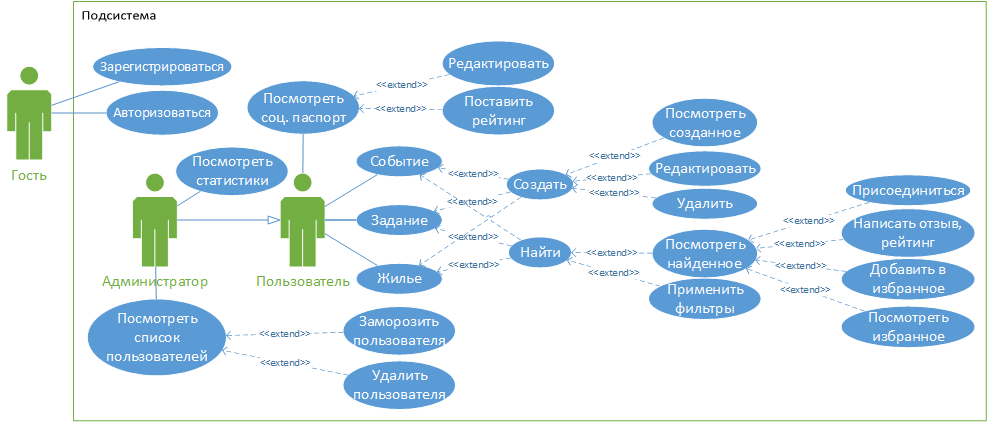 Подсистема
Зарегистрироваться
Авторизоваться
Гость
Посмотреть
соц. паспорт
Редактировать
<<extend>>
<<extend>>
Поставить
рейтинг
Посмотреть
статистики
Администратор
Пользователь
Событие
Задание
Жилье
<<extend>>
<<extend>>
<<extend>>
<<extend>>
Создать
Найти
<<extend>>
<<extend>>
<<extend>>
Посмотреть
созданное
Редактировать
Удалить
<<extend>>
<<extend>>
Посмотреть
найденное
Применить
фильтры
<<extend>>
<<extend>>
<<extend>>
<<extend>>
Присоединиться
Написать отзыв,
рейтинг
Добавить в
избранное
Посмотреть
избранное
Посмотреть
список
пользователей
<<extend>>
<<extend>>
Заморозить
пользователя
Удалить
пользователя